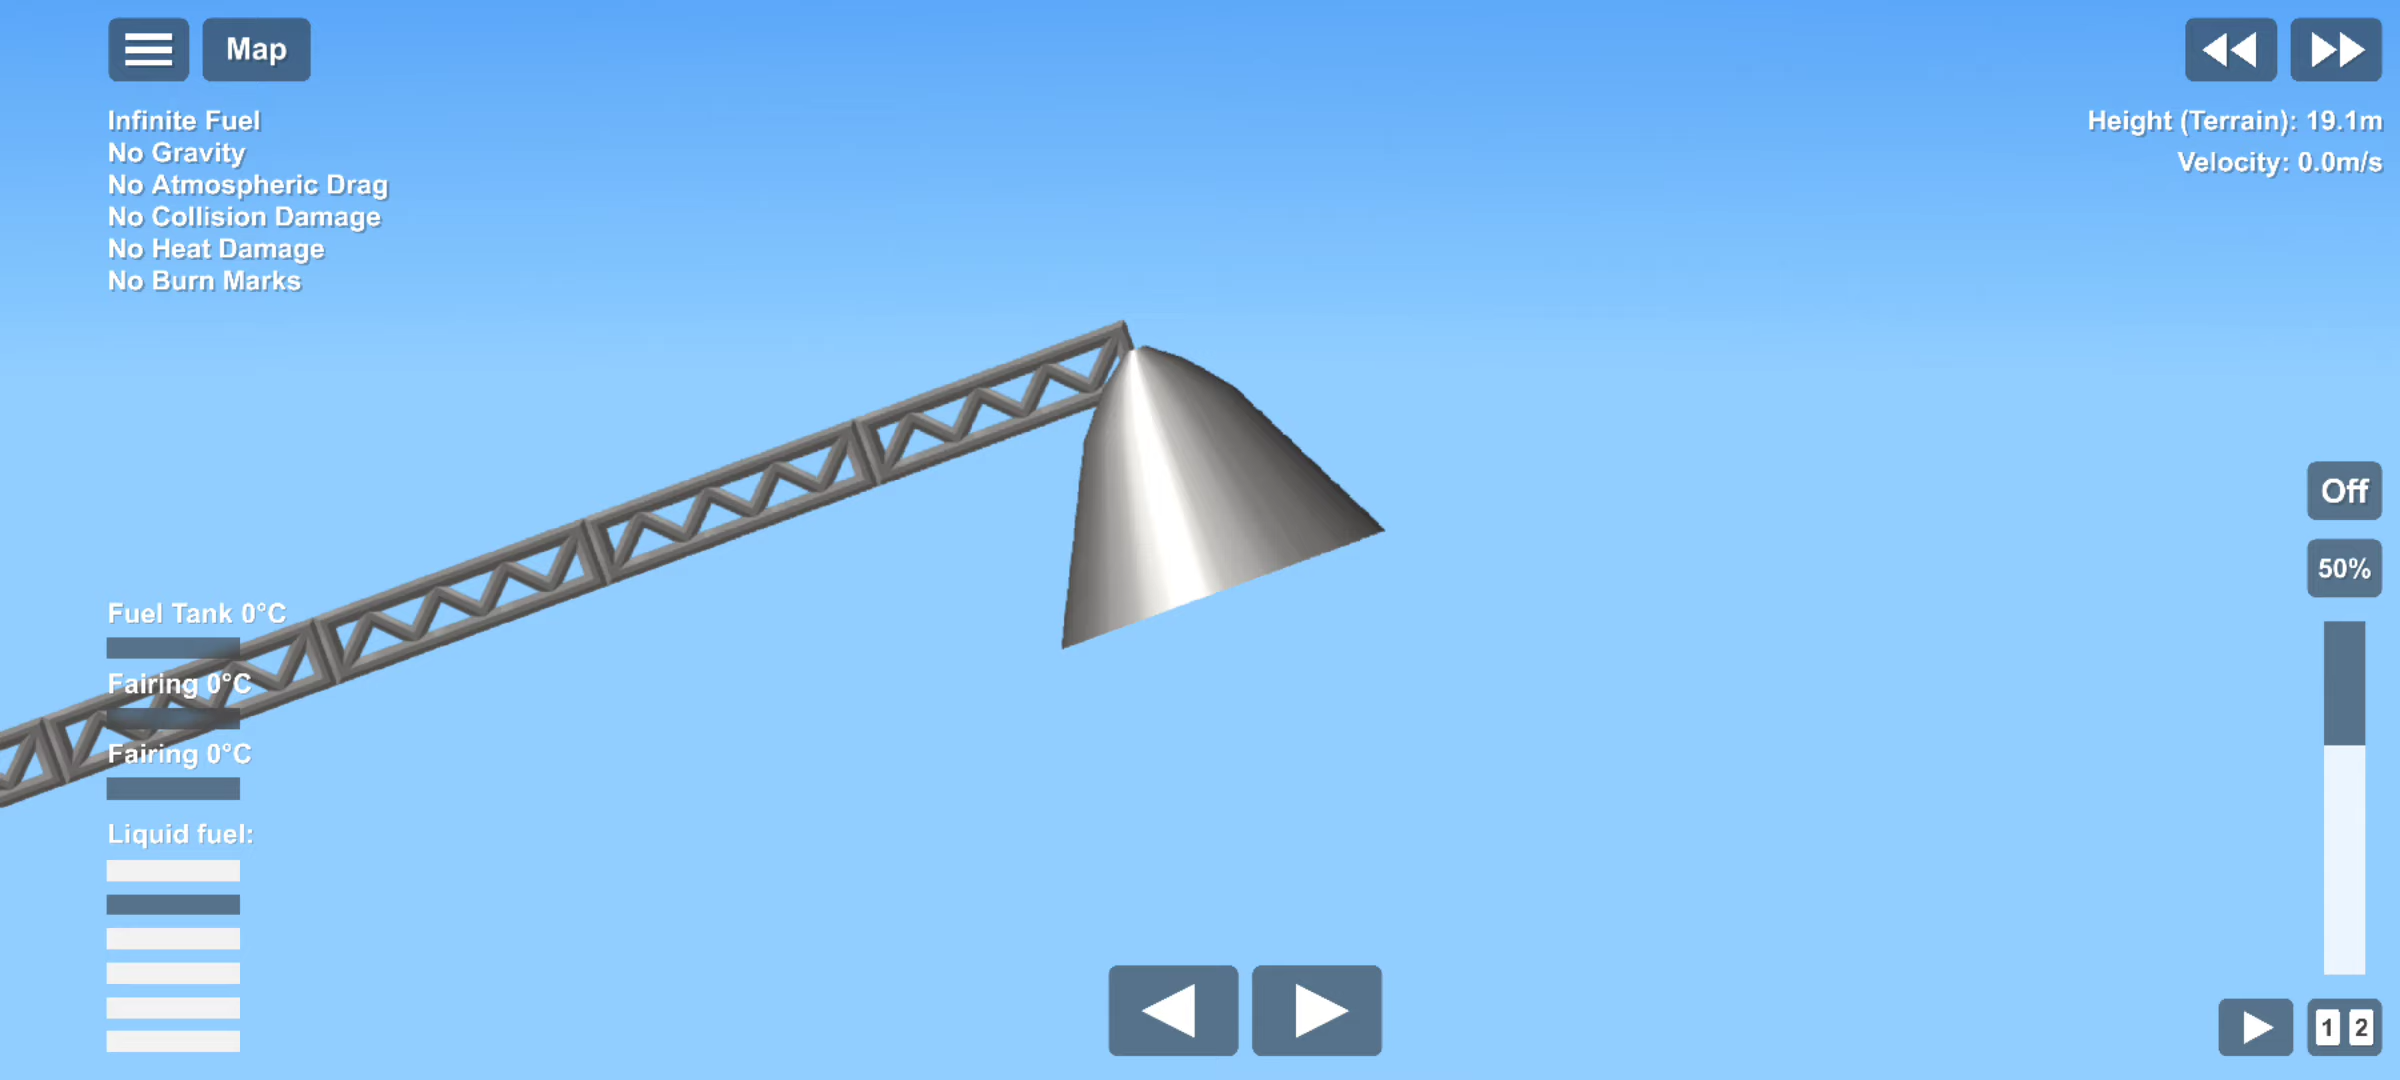 Map
Infinite Fuel
No Gravity
No Atmospheric Drag
No Collision Damage
No Heat Damage
No Burn Marks
Height (Terrain): 19.1m
Velocity: 0.0m/s
Off
50%
Fuel Tank 0°C
Fairing 0°C
Fairing 0°C
Liquid fuel:
1 2